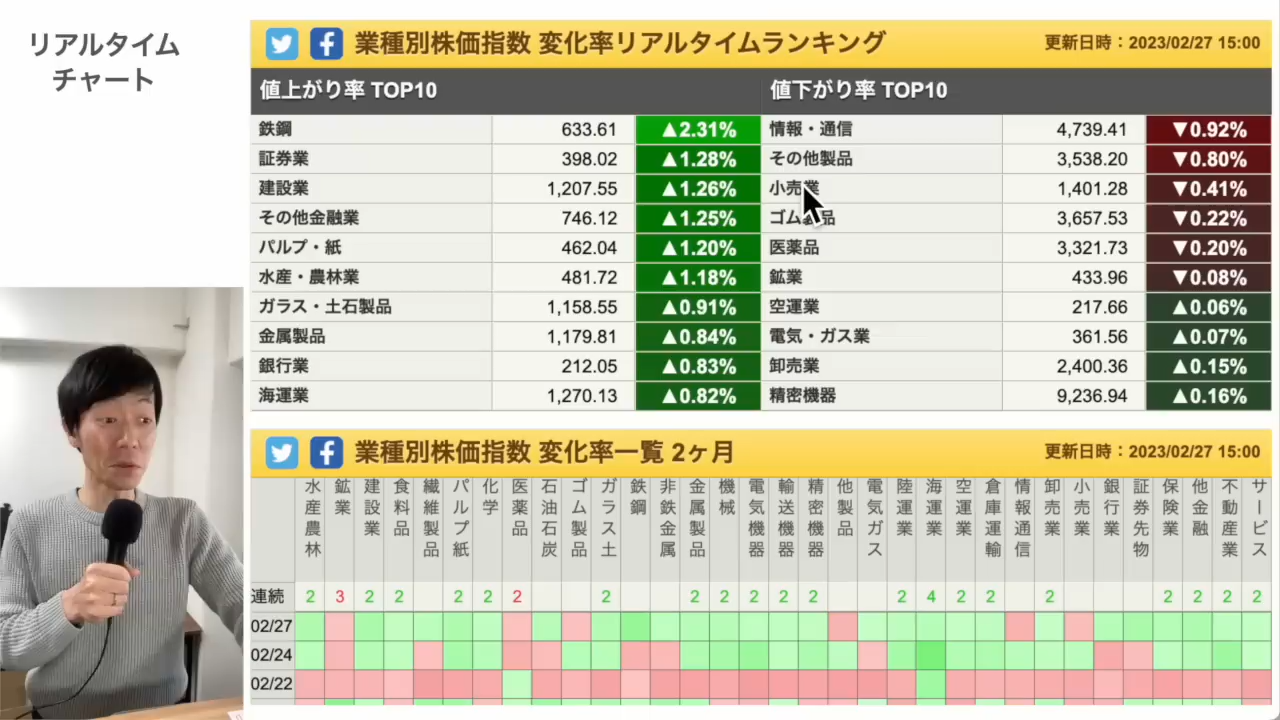 リアルタイム
チャート
業種別株価指数 変化率リアルタイムランキング 更新日時：2023/02/27 15:00
値上がり率 TOP10 値下がり率 TOP10
鉄鋼 633.61 ▲2.31% 情報・通信 4,739.41 ▼0.92%
証券業 398.02 ▲1.28% その他製品 3,538.20 ▼0.80%
建設業 1,207.55 ▲1.26% 小売業 1,401.28 ▼0.41%
その他金融業 746.12 ▲1.25% ゴム製品 3,657.53 ▼0.22%
パルプ・紙 462.04 ▲1.20% 医薬品 3,321.73 ▼0.20%
水産・農林業 481.72 ▲1.18% 鉱業 433.96 ▼0.08%
ガラス・土石製品 1,158.55 ▲0.91% 空運業 217.66 ▲0.06%
金属製品 1,179.81 ▲0.84% 電気・ガス業 361.56 ▲0.07%
銀行業 212.05 ▲0.83% 卸売業 2,400.36 ▲0.15%
海運業 1,270.13 ▲0.82% 精密機器 9,236.94 ▲0.16%
業種別株価指数 変化率一覧 2ヶ月 更新日時：2023/02/27 15:00
水産農林 鉱業 建設業 食料品 繊維製品 パルプ紙 化学 医薬品 石油石炭 ゴム製品 ガラス土 鉄鋼 非鉄金属 金属製品 機械 電気機器 輸送機器 精密機器 他製品 電気ガス 陸運業 海運業 空運業 倉庫運輸 情報通信 卸売業 小売業 銀行業 証券先物 保険業 他金融 不動産業 サービス
連続 2 3 2 2 2 2 2 2 2 2 2 2 2 2 4 2 2 2 2 2 2 2
02/27
02/24
02/22